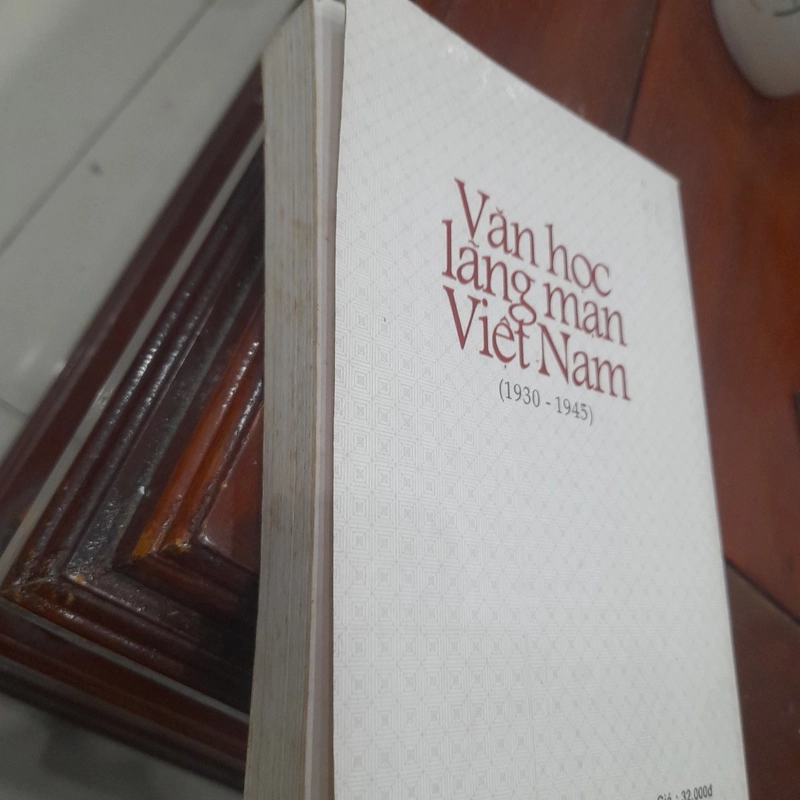 Văn học
lãng mạn
Việt Nam
(1930 - 1945)
Giá : 32.000đ